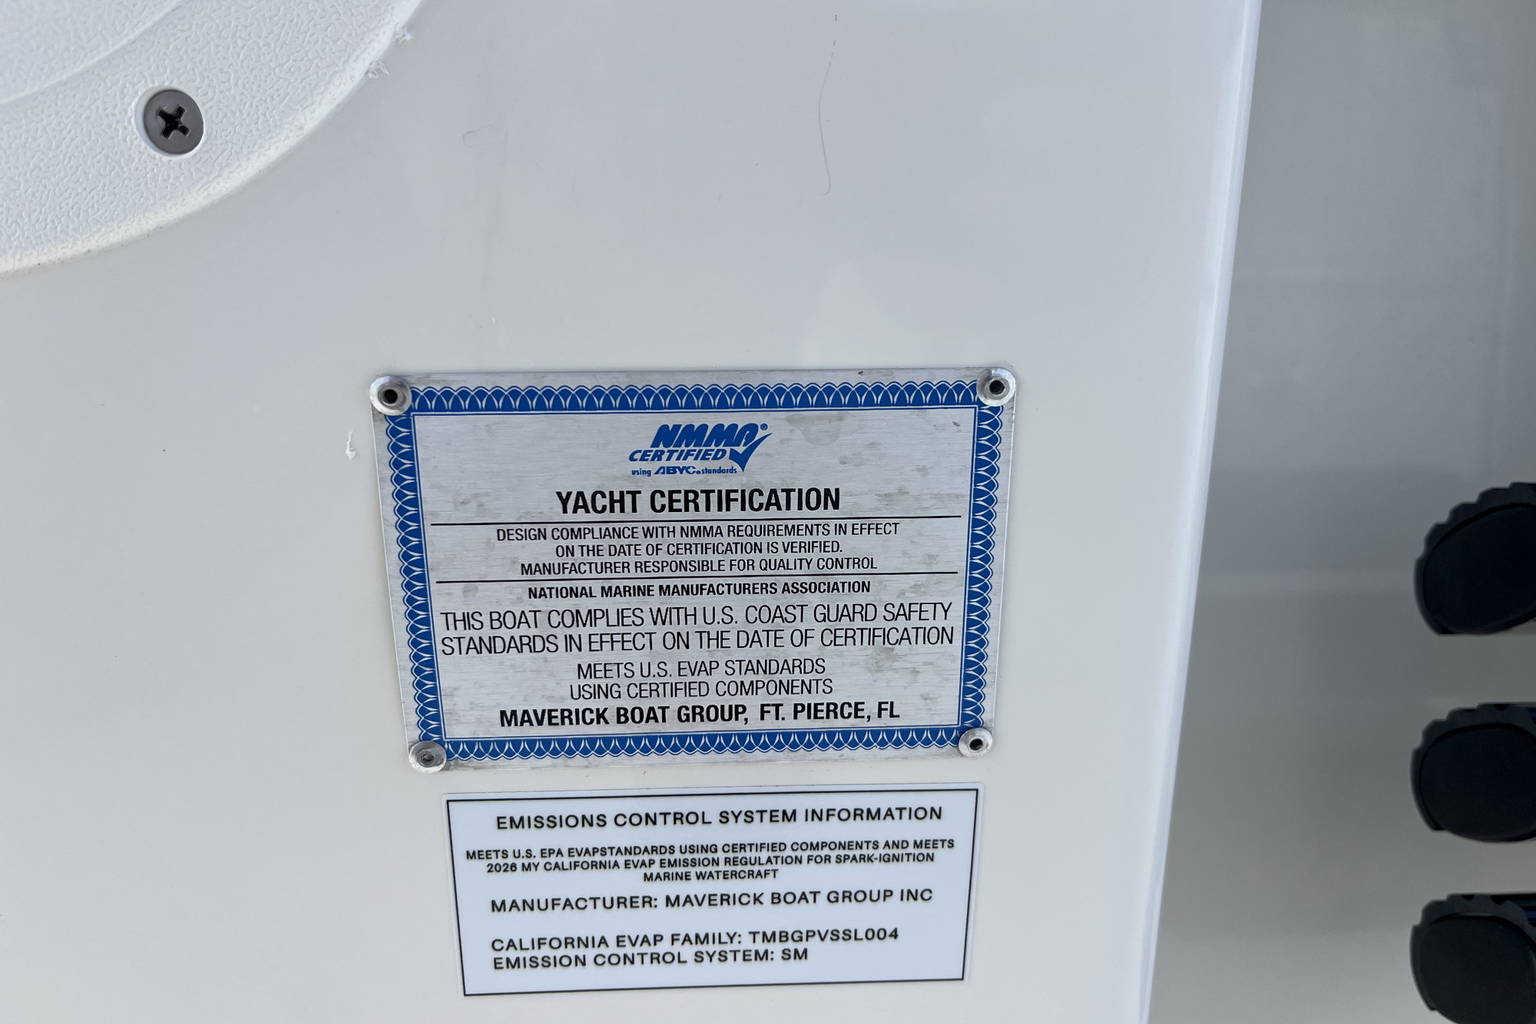 NMMA®
CERTIFIED
using ABYC® standards
YACHT CERTIFICATION
DESIGN COMPLIANCE WITH NMMA REQUIREMENTS IN EFFECT
ON THE DATE OF CERTIFICATION IS VERIFIED.
MANUFACTURER RESPONSIBLE FOR QUALITY CONTROL
NATIONAL MARINE MANUFACTURERS ASSOCIATION
THIS BOAT COMPLIES WITH U.S. COAST GUARD SAFETY
STANDARDS IN EFFECT ON THE DATE OF CERTIFICATION
MEETS U.S. EVAP STANDARDS
USING CERTIFIED COMPONENTS
MAVERICK BOAT GROUP, FT. PIERCE, FL
EMISSIONS CONTROL SYSTEM INFORMATION
MEETS U.S. EPA EVAPSTANDARDS USING CERTIFIED COMPONENTS AND MEETS
2026 MY CALIFORNIA EVAP EMISSION REGULATION FOR SPARK-IGNITION
MARINE WATERCRAFT
MANUFACTURER: MAVERICK BOAT GROUP INC
CALIFORNIA EVAP FAMILY: TMBGPVSSL004
EMISSION CONTROL SYSTEM: SM